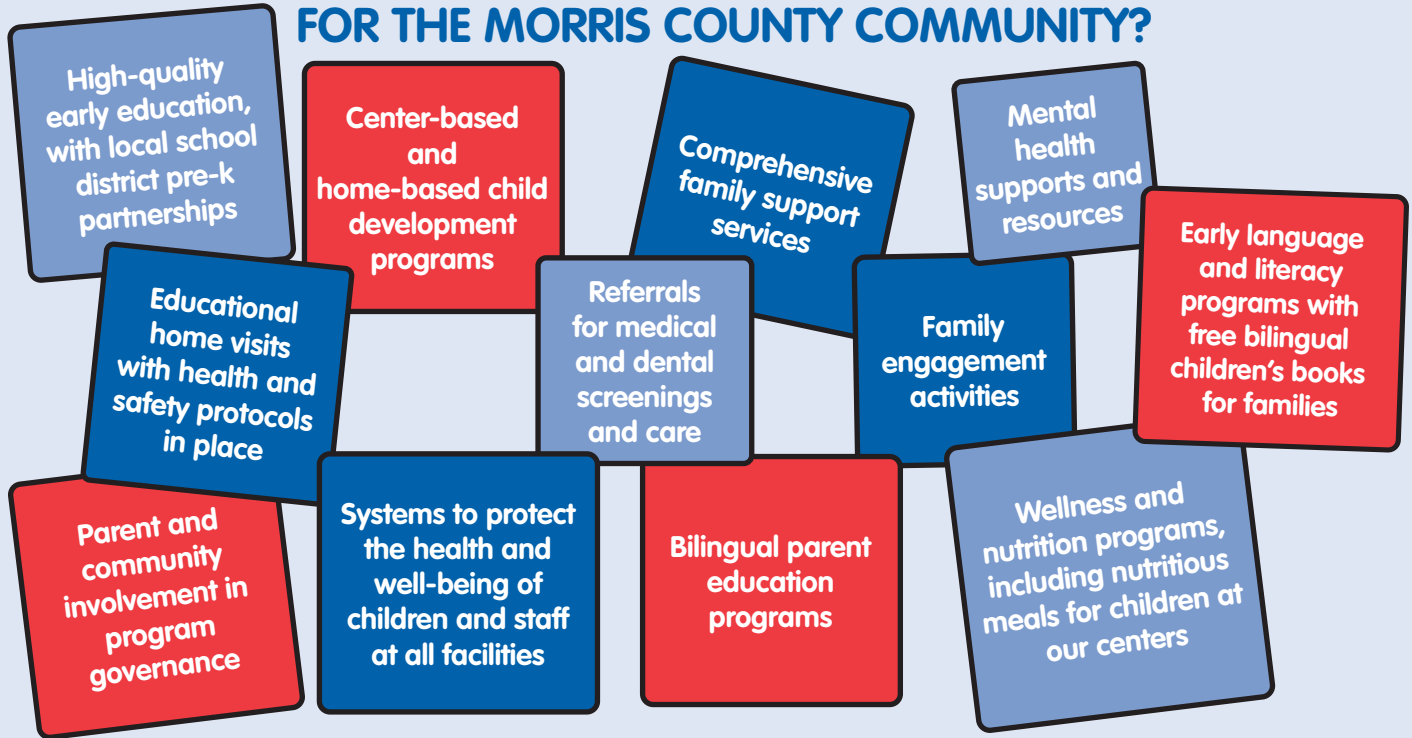 FOR THE MORRIS COUNTY COMMUNITY?
High-quality
early education,
with local school
district pre-k
partnerships
Center-based
and
home-based child
development
programs
Comprehensive
family support
services
Mental
health
supports and
resources
Early language
and literacy
programs with
free bilingual
children’s books
for families
Educational
home visits
with health and
safety protocols
in place
Referrals
for medical
and dental
screenings
and care
Family
engagement
activities
Parent and
community
involvement in
program
governance
Systems to protect
the health and
well-being of
children and staff
at all facilities
Bilingual parent
education
programs
Wellness and
nutrition programs,
including nutritious
meals for children at
our centers